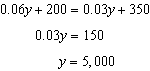 0.06y + 200 = 0.03y + 350
0.03y = 150
y = 5,000